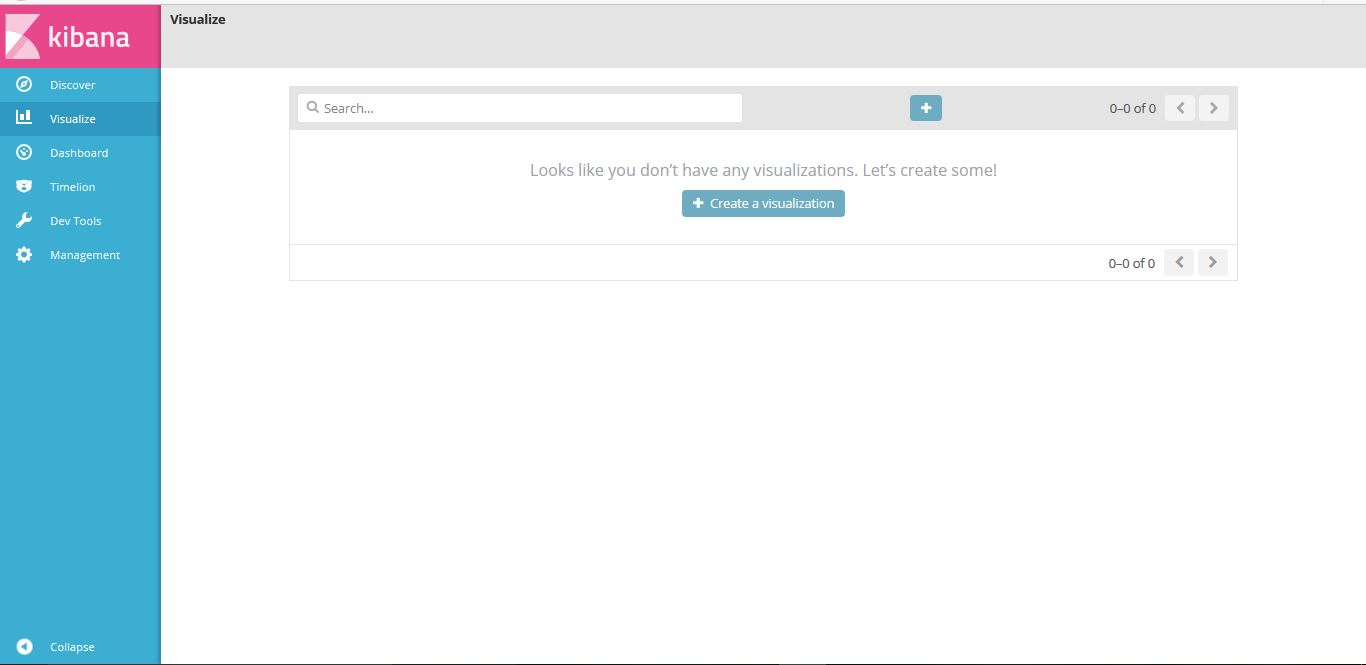 kibana
Visualize
Discover
Visualize
Dashboard
Timelion
Dev Tools
Management
Collapse
Search...
0–0 of 0
Looks like you don’t have any visualizations. Let’s create some!
Create a visualization
0–0 of 0